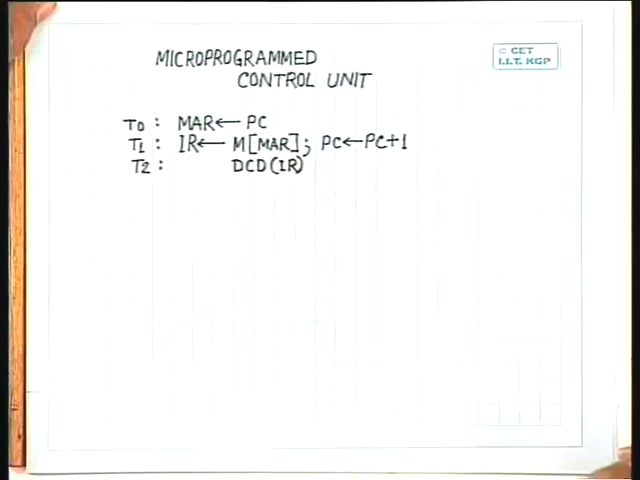 MICROPROGRAMMED
CONTROL UNIT
© CET
I.I.T. KGP
T0 : MAR ← PC
T1 : IR ← M[MAR] ; PC ← PC+1
T2 : DCD(IR)